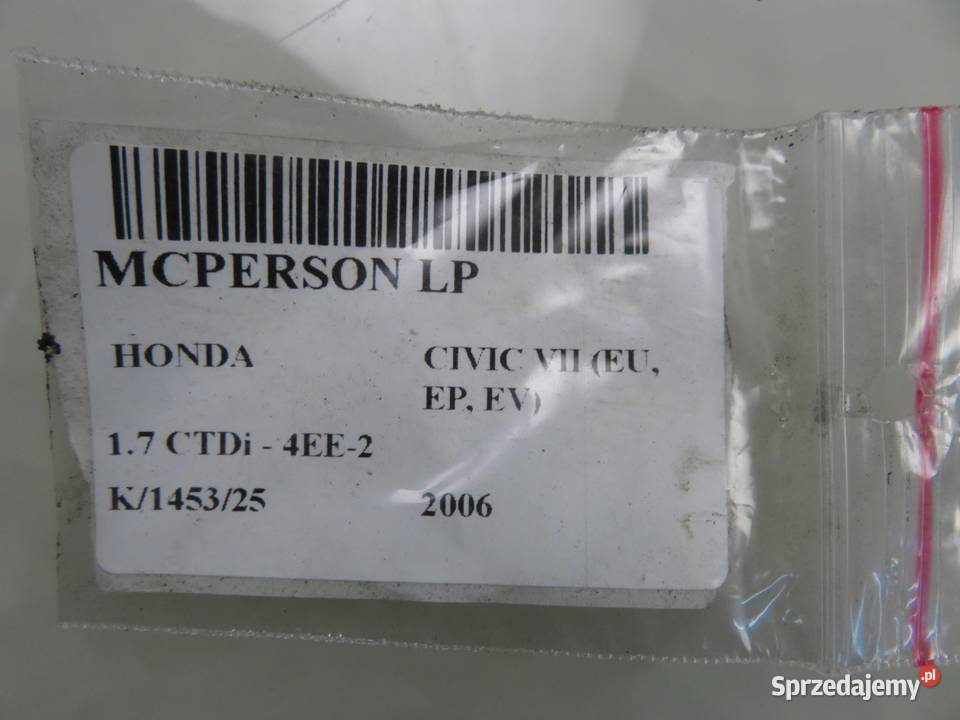 MCPERSON LP
HONDA
CIVIC VII (EU,
EP, EV)
1.7 CTDi - 4EE-2
K/1453/25
2006
Sprzedajemy.pl